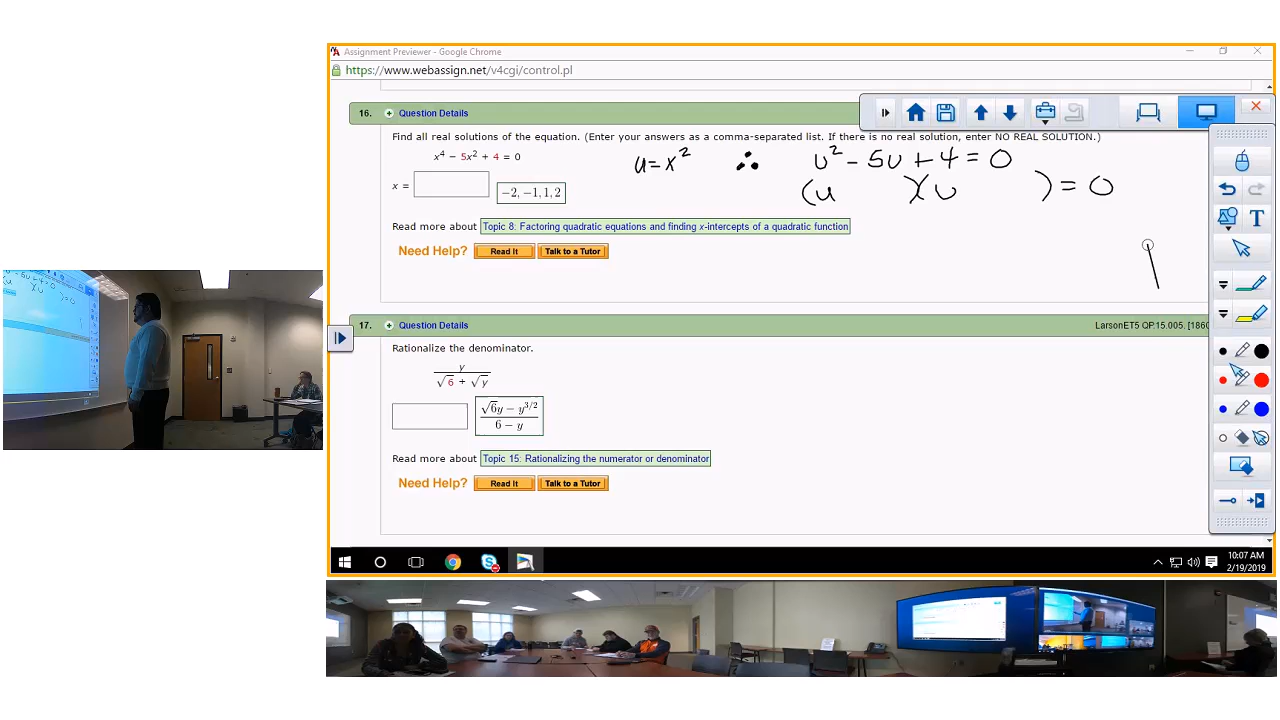 Assignment Previewer - Google Chrome
https://www.webassign.net/v4cgi/control.pl
16. Question Details
Find all real solutions of the equation. (Enter your answers as a comma-separated list. If there is no real solution, enter NO REAL SOLUTION.)
x⁴ − 5x² + 4 = 0
u=x² ∴ u² - 5u + 4 = 0
x = −2, −1, 1, 2
(u )(u ) = 0
Read more about Topic 8: Factoring quadratic equations and finding x-intercepts of a quadratic function
Need Help? Read It Talk to a Tutor
17. Question Details LarsonET5 QP.15.005. [1860
Rationalize the denominator.
y
√6 + √y
√6y − y^3/2
6 − y
Read more about Topic 15: Rationalizing the numerator or denominator
Need Help? Read It Talk to a Tutor
T
10:07 AM
2/19/2019